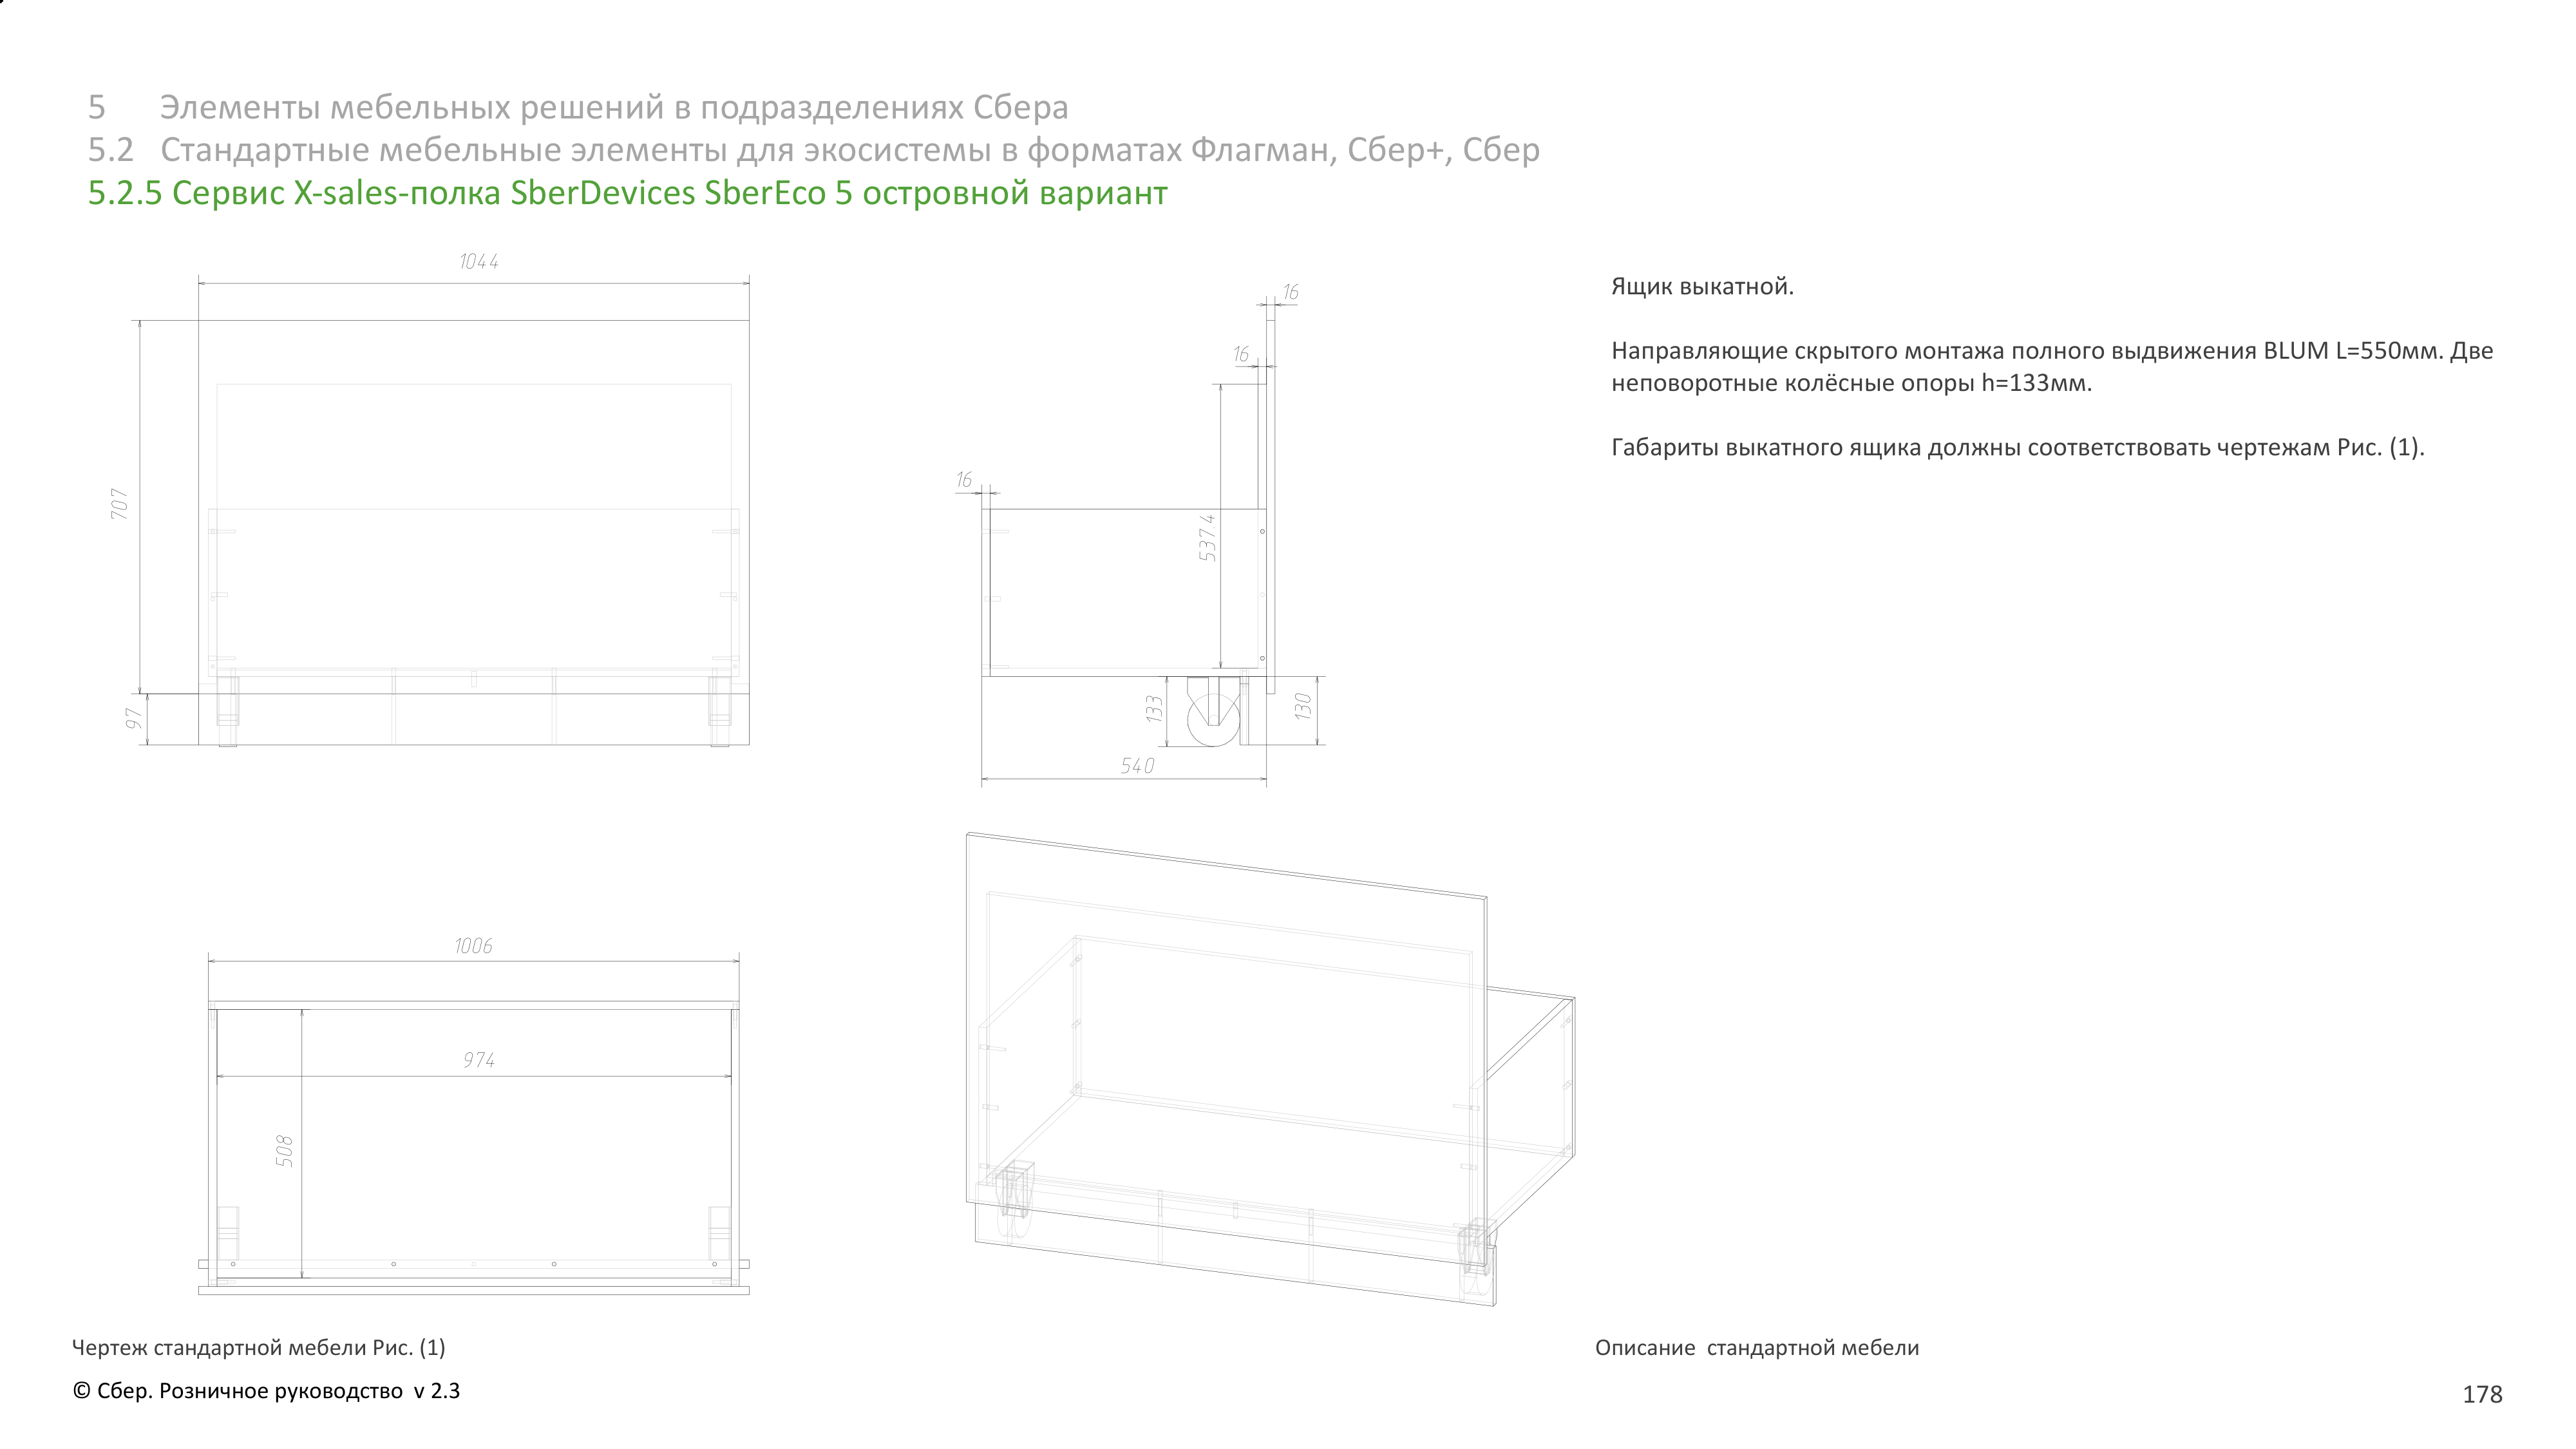 5 Элементы мебельных решений в подразделениях Сбера
5.2 Стандартные мебельные элементы для экосистемы в форматах Флагман, Сбер+, Сбер
5.2.5 Сервис X-sales-полка SberDevices SberEco 5 островной вариант
1044
707
97
16
16
16
537.4
133
130
540
Ящик выкатной.
Направляющие скрытого монтажа полного выдвижения BLUM L=550мм. Две
неповоротные колёсные опоры h=133мм.
Габариты выкатного ящика должны соответствовать чертежам Рис. (1).
1006
974
508
Чертеж стандартной мебели Рис. (1)
Описание стандартной мебели
© Сбер. Розничное руководство v 2.3
178